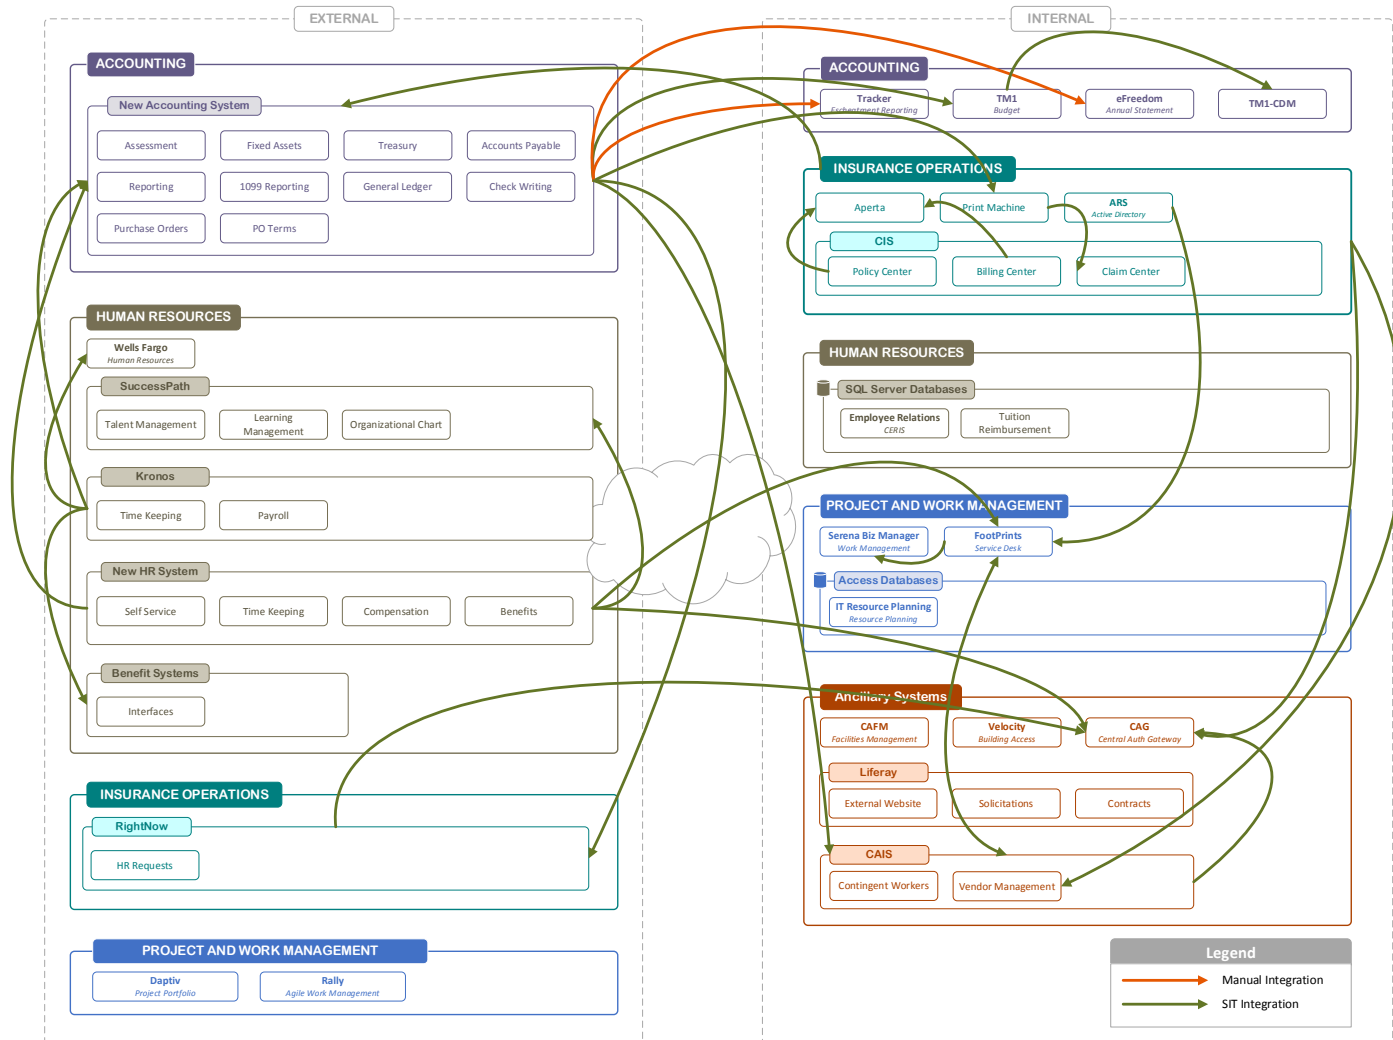 EXTERNAL
ACCOUNTING
New Accounting System
Assessment
Fixed Assets
Treasury
Accounts Payable
Reporting
1099 Reporting
General Ledger
Check Writing
Purchase Orders
PO Terms
HUMAN RESOURCES
Wells Fargo
Human Resources
SuccessPath
Talent Management
Learning
Management
Organizational Chart
Kronos
Time Keeping
Payroll
New HR System
Self Service
Time Keeping
Compensation
Benefits
Benefit Systems
Interfaces
INSURANCE OPERATIONS
RightNow
HR Requests
PROJECT AND WORK MANAGEMENT
Daptiv
Project Portfolio
Rally
Agile Work Management
INTERNAL
ACCOUNTING
Tracker
Escheatment Reporting
TM1
Budget
eFreedom
Annual Statement
TM1-CDM
INSURANCE OPERATIONS
Aperta
Print Machine
ARS
Active Directory
CIS
Policy Center
Billing Center
Claim Center
HUMAN RESOURCES
SQL Server Databases
Employee Relations
CERIS
Tuition
Reimbursement
PROJECT AND WORK MANAGEMENT
Serena Biz Manager
Work Management
FootPrints
Service Desk
Access Databases
IT Resource Planning
Resource Planning
Ancillary Systems
CAFM
Facilities Management
Velocity
Building Access
CAG
Central Auth Gateway
Liferay
External Website
Solicitations
Contracts
CAIS
Contingent Workers
Vendor Management
Legend
Manual Integration
SIT Integration